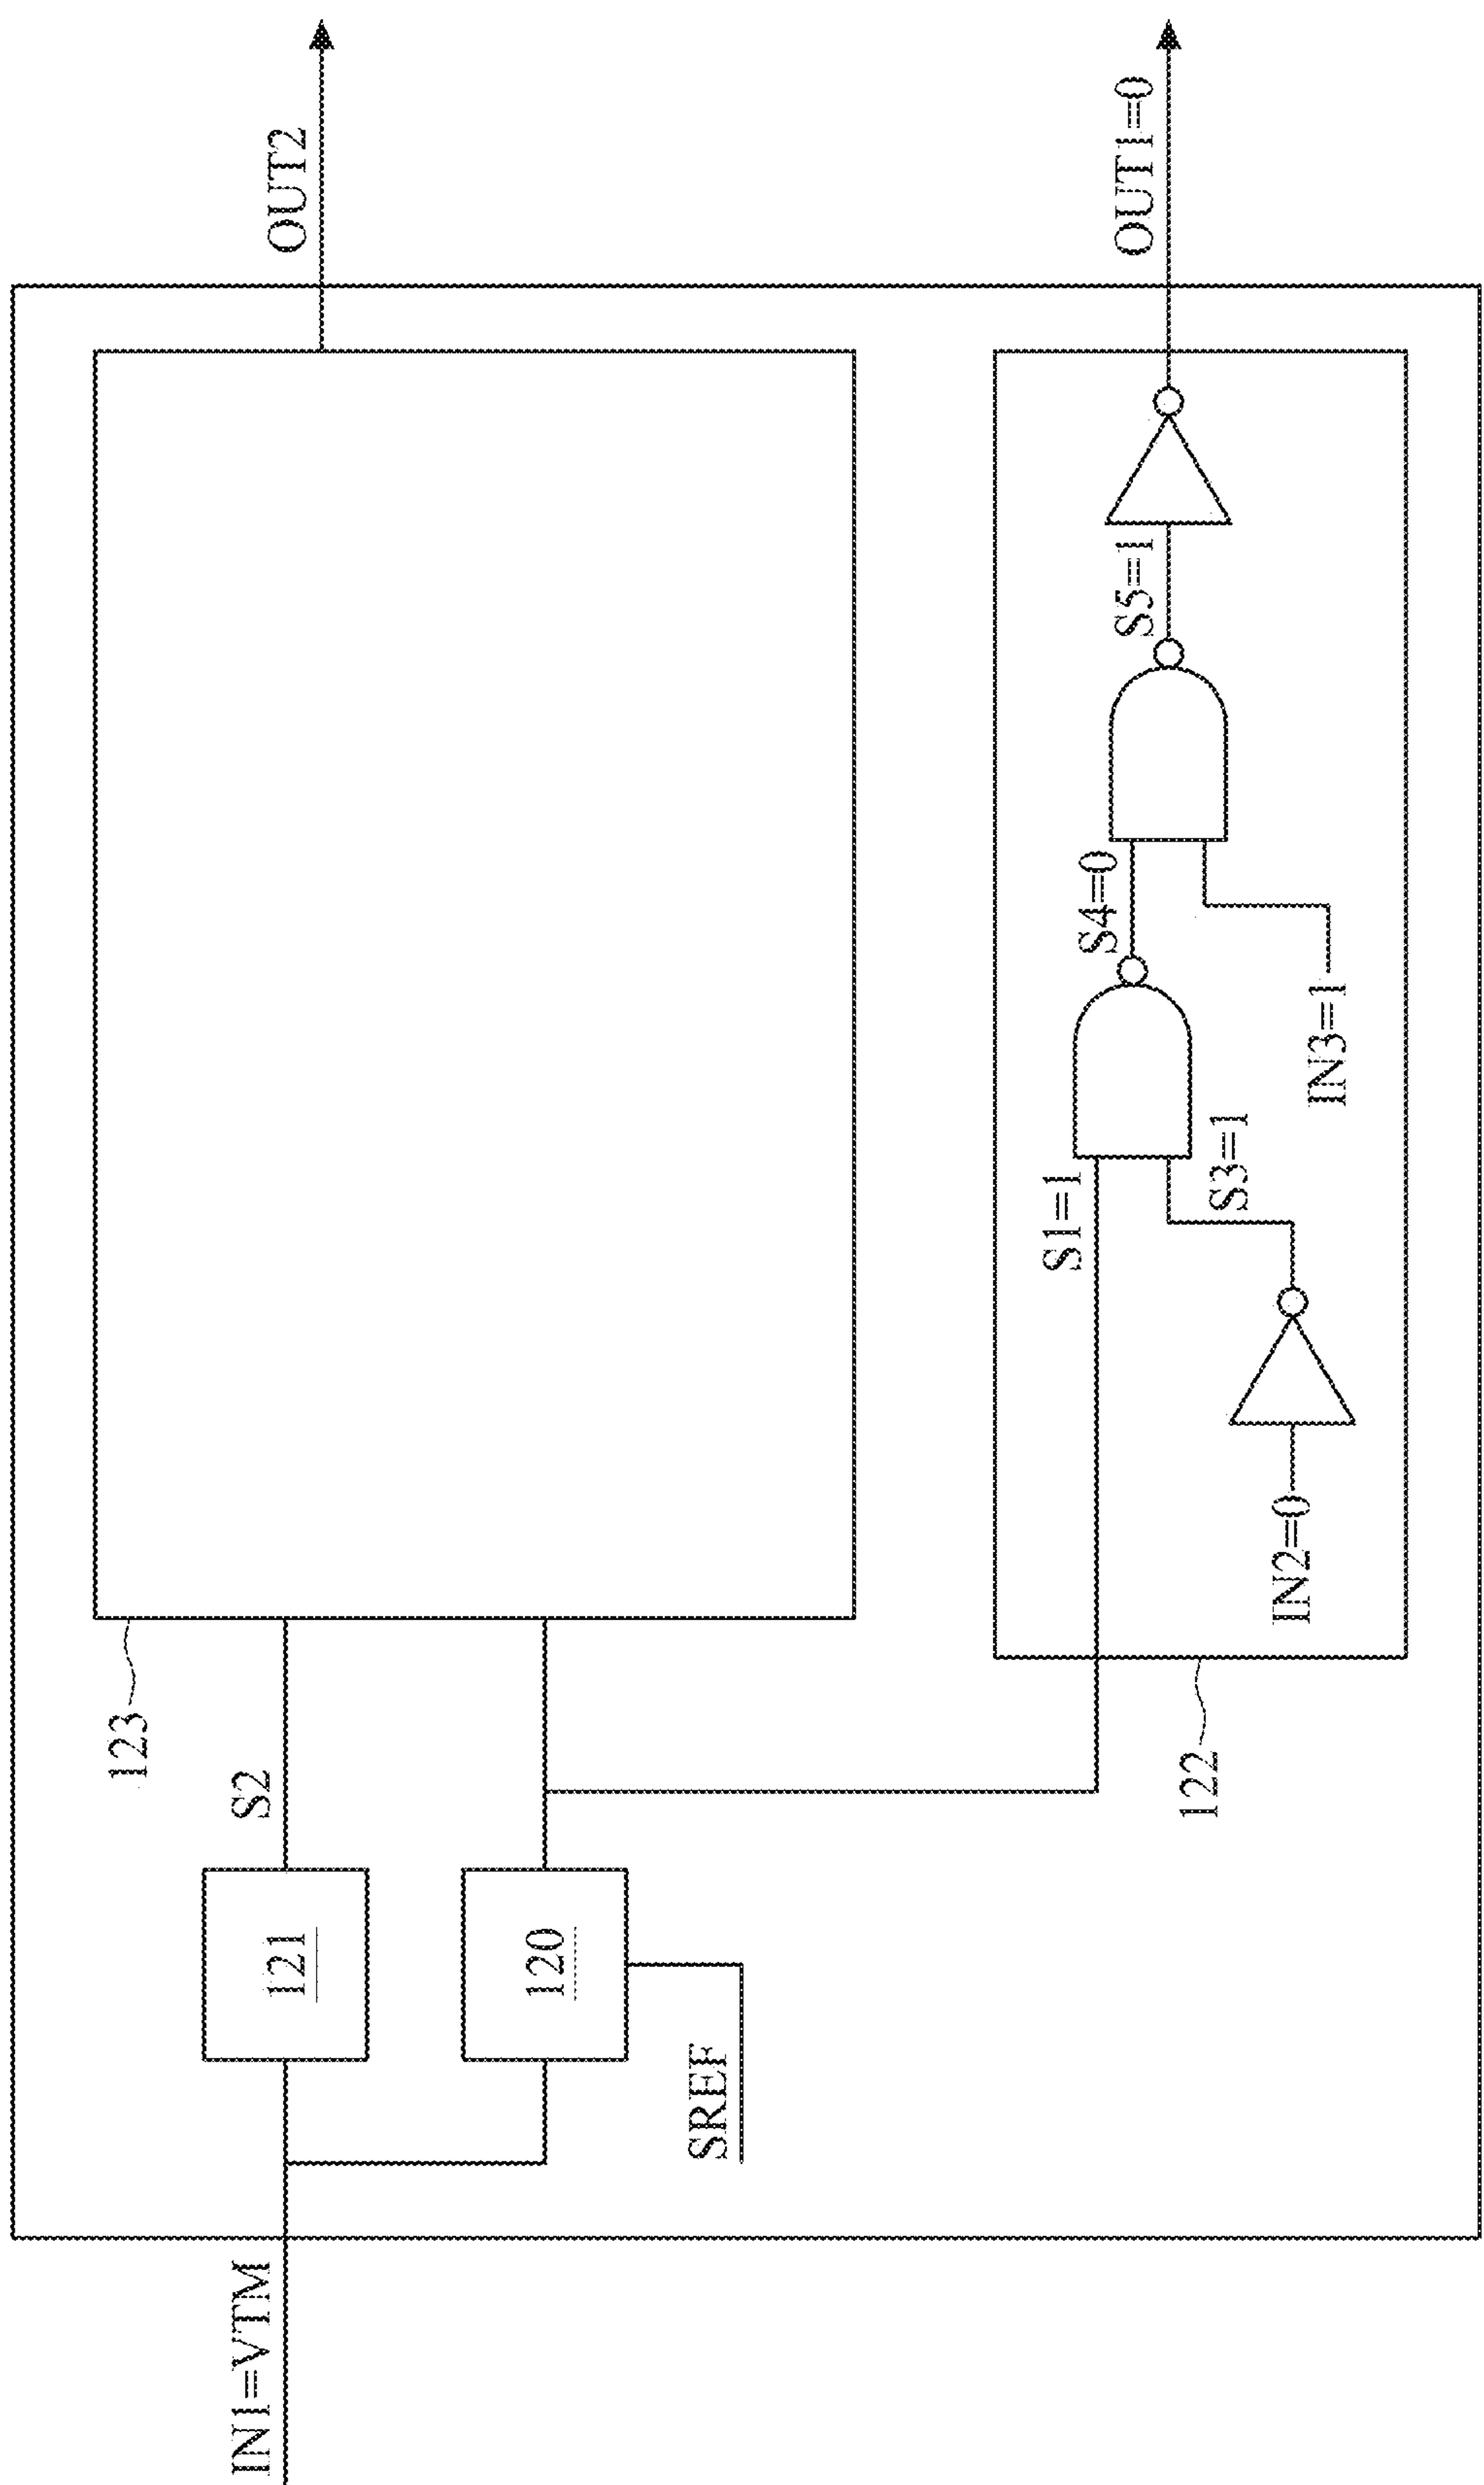 IN1=VTM
121
S2
123
OUT2
SREF
120
S1=1
S4=0
S5=1
OUT1=0
S3=1
IN2=0
IN3=1
122